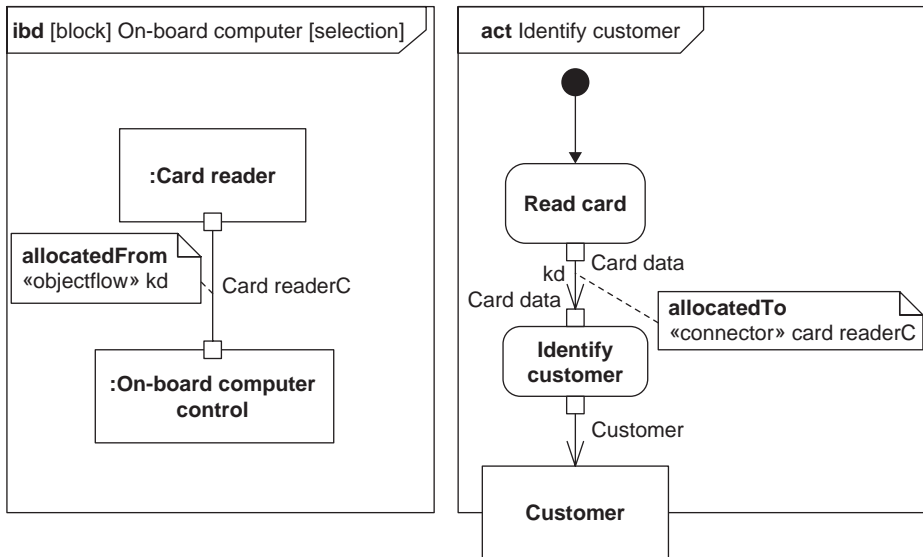 ibd [block] On-board computer [selection]
:Card reader
allocatedFrom
«objectflow» kd
Card readerC
:On-board computer
control
act Identify customer
Read card
Card data
kd
Card data
allocatedTo
«connector» card readerC
Identify
customer
Customer
Customer